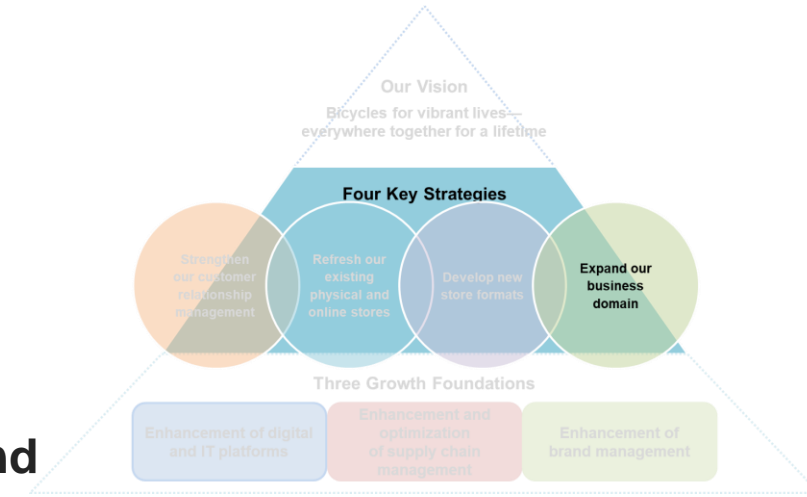 Our Vision
Bicycles for vibrant lives—
everywhere together for a lifetime
Four Key Strategies
Strengthen
our customer
relationship
management
Refresh our
existing
physical and
online stores
Develop new
store formats
Expand our
business
domain
Three Growth Foundations
Enhancement of digital
and IT platforms
Enhancement and
optimization
of supply chain
management
Enhancement of
brand management
nd